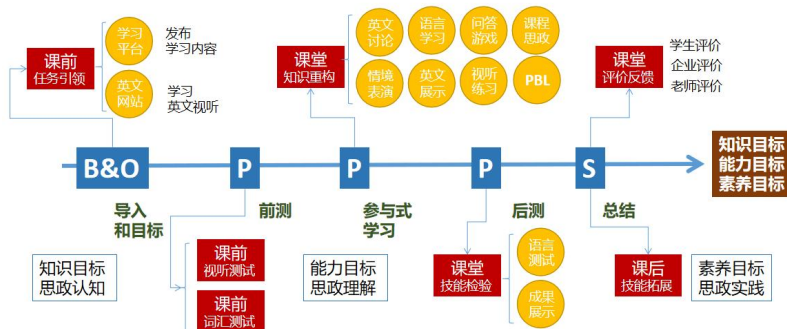 课前
任务引领
学习
平台
发布
学习内容
英文
网站
学习
英文视听
课堂
知识重构
英文
讨论
语言
学习
问答
游戏
课程
思政
情境
表演
英文
展示
视听
练习
PBL
课堂
评价反馈
学生评价
企业评价
老师评价
B&O
P
P
P
S
知识目标
能力目标
素养目标
导入
和目标
前测
参与式
学习
后测
总结
知识目标
思政认知
课前
视听测试
课前
词汇测试
能力目标
思政理解
课堂
技能检验
语言
测试
成果
展示
课后
技能拓展
素养目标
思政实践